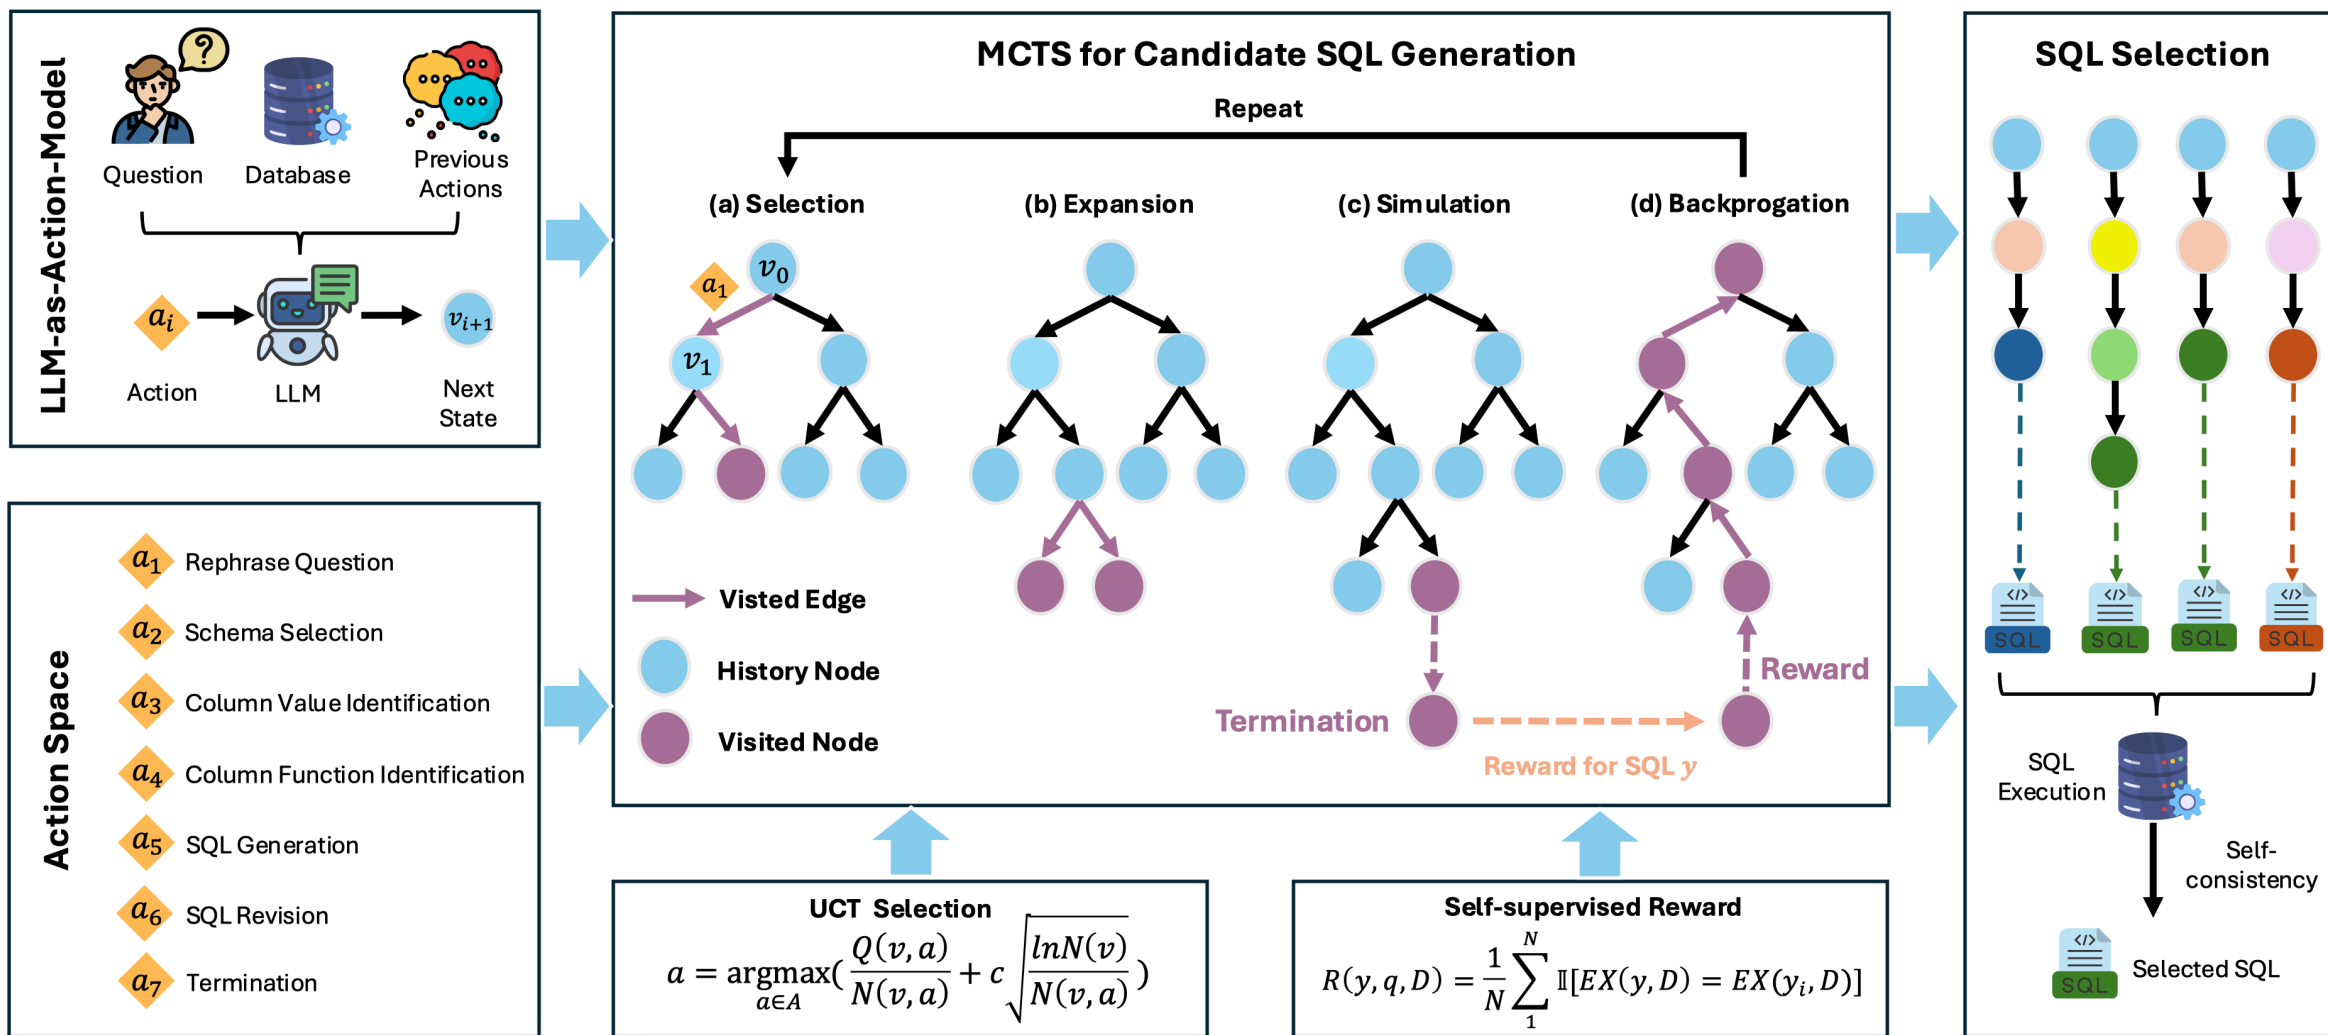 LLM-as-Action-Model
?
Question
Database
Previous
Actions
a_i
v_{i+1}
Action
LLM
Next
State
Action Space
a_1 Rephrase Question
a_2 Schema Selection
a_3 Column Value Identification
a_4 Column Function Identification
a_5 SQL Generation
a_6 SQL Revision
a_7 Termination
MCTS for Candidate SQL Generation
Repeat
(a) Selection
(b) Expansion
(c) Simulation
(d) Backprogation
a_1
v_0
v_1
Visted Edge
History Node
Visited Node
Termination
Reward
Reward for SQL y
UCT Selection
a = argmax_{a∈A}( Q(v,a)/N(v,a) + c√(lnN(v)/N(v,a)) )
Self-supervised Reward
R(y,q,D) = 1/N ∑_1^N 𝕀[EX(y,D) = EX(y_i,D)]
SQL Selection
</> </> </> </>
SQL SQL SQL SQL
SQL
Execution
Self-
consistency
</>
SQL
Selected SQL